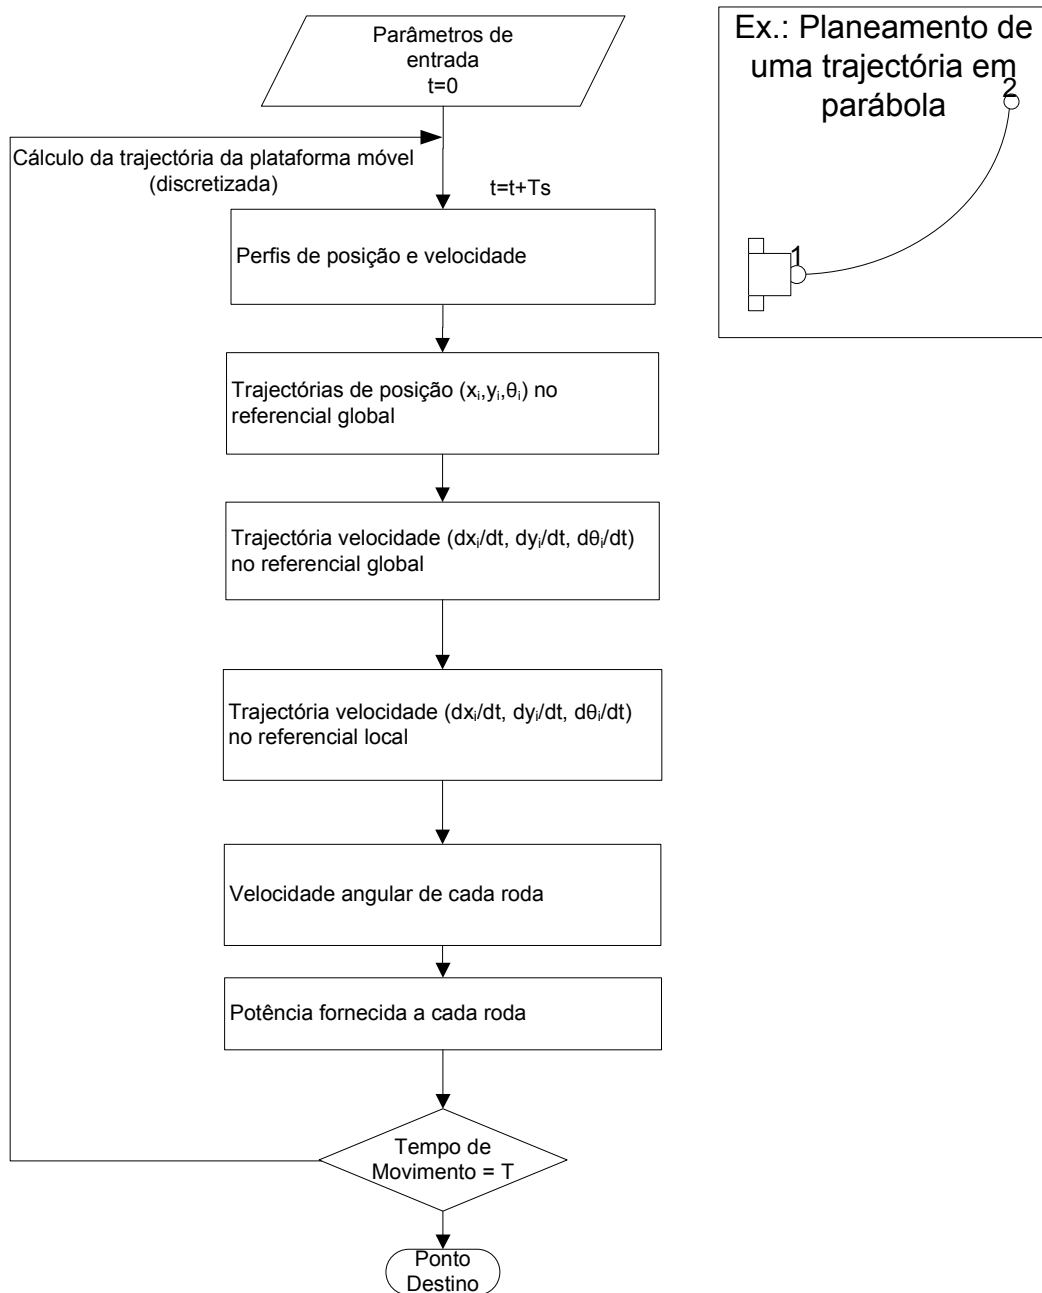 Parâmetros de
entrada
t=0
Cálculo da trajectória da plataforma móvel
(discretizada)
t=t+Ts
Perfis de posição e velocidade
Trajectórias de posição (xᵢ,yᵢ,θᵢ) no
referencial global
Trajectória velocidade (dxᵢ/dt, dyᵢ/dt, dθᵢ/dt)
no referencial global
Trajectória velocidade (dxᵢ/dt, dyᵢ/dt, dθᵢ/dt)
no referencial local
Velocidade angular de cada roda
Potência fornecida a cada roda
Tempo de
Movimento = T
Ponto
Destino
Ex.: Planeamento de
uma trajectória em
parábola
2
1